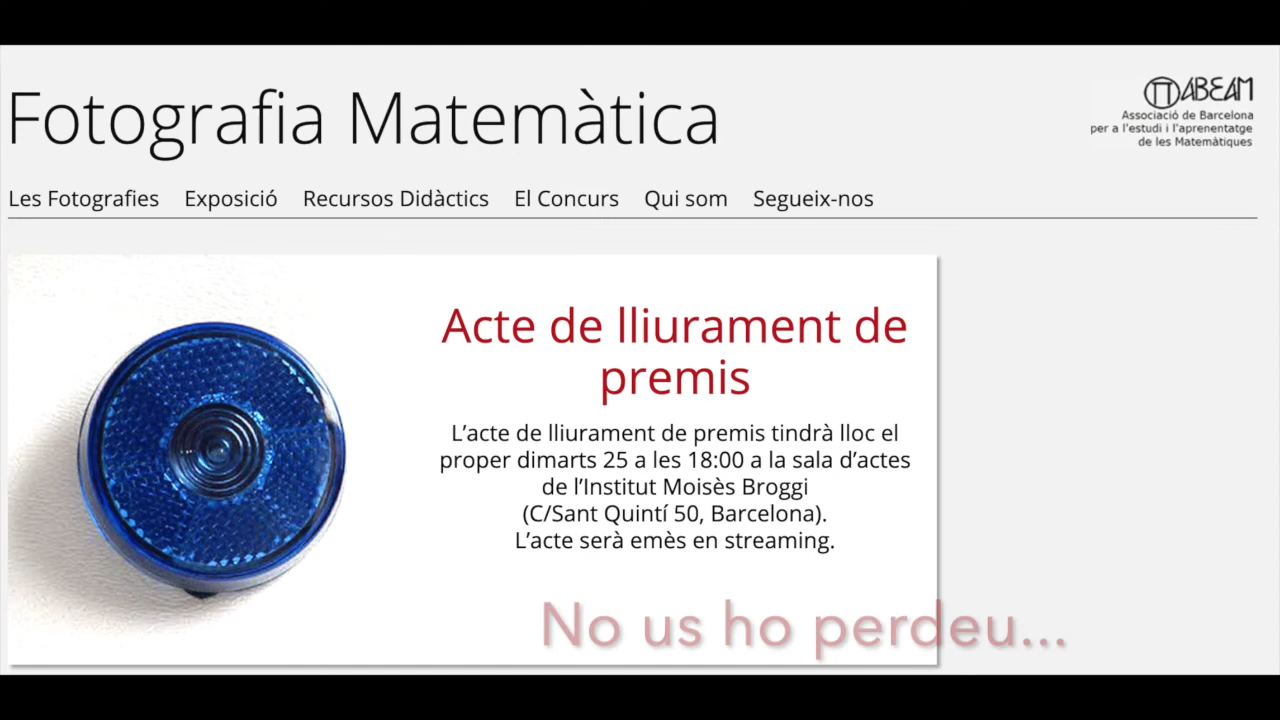 Fotografia Matemàtica
ABEAM
Associació de Barcelona
per a l'estudi i l'aprenentatge
de les Matemàtiques
Les Fotografies Exposició Recursos Didàctics El Concurs Qui som Segueix-nos
Acte de lliurament de
premis
L’acte de lliurament de premis tindrà lloc el
proper dimarts 25 a les 18:00 a la sala d’actes
de l’Institut Moisès Broggi
(C/Sant Quintí 50, Barcelona).
L’acte serà emès en streaming.
No us ho perdeu...